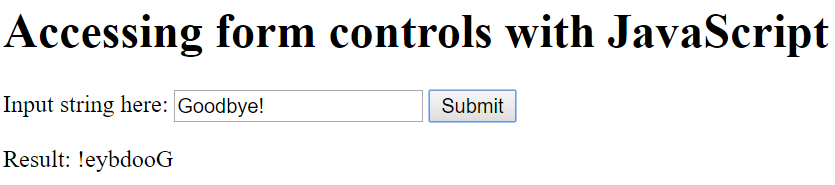 Accessing form controls with JavaScript
Input string here: Goodbye! Submit
Result: !eybdooG